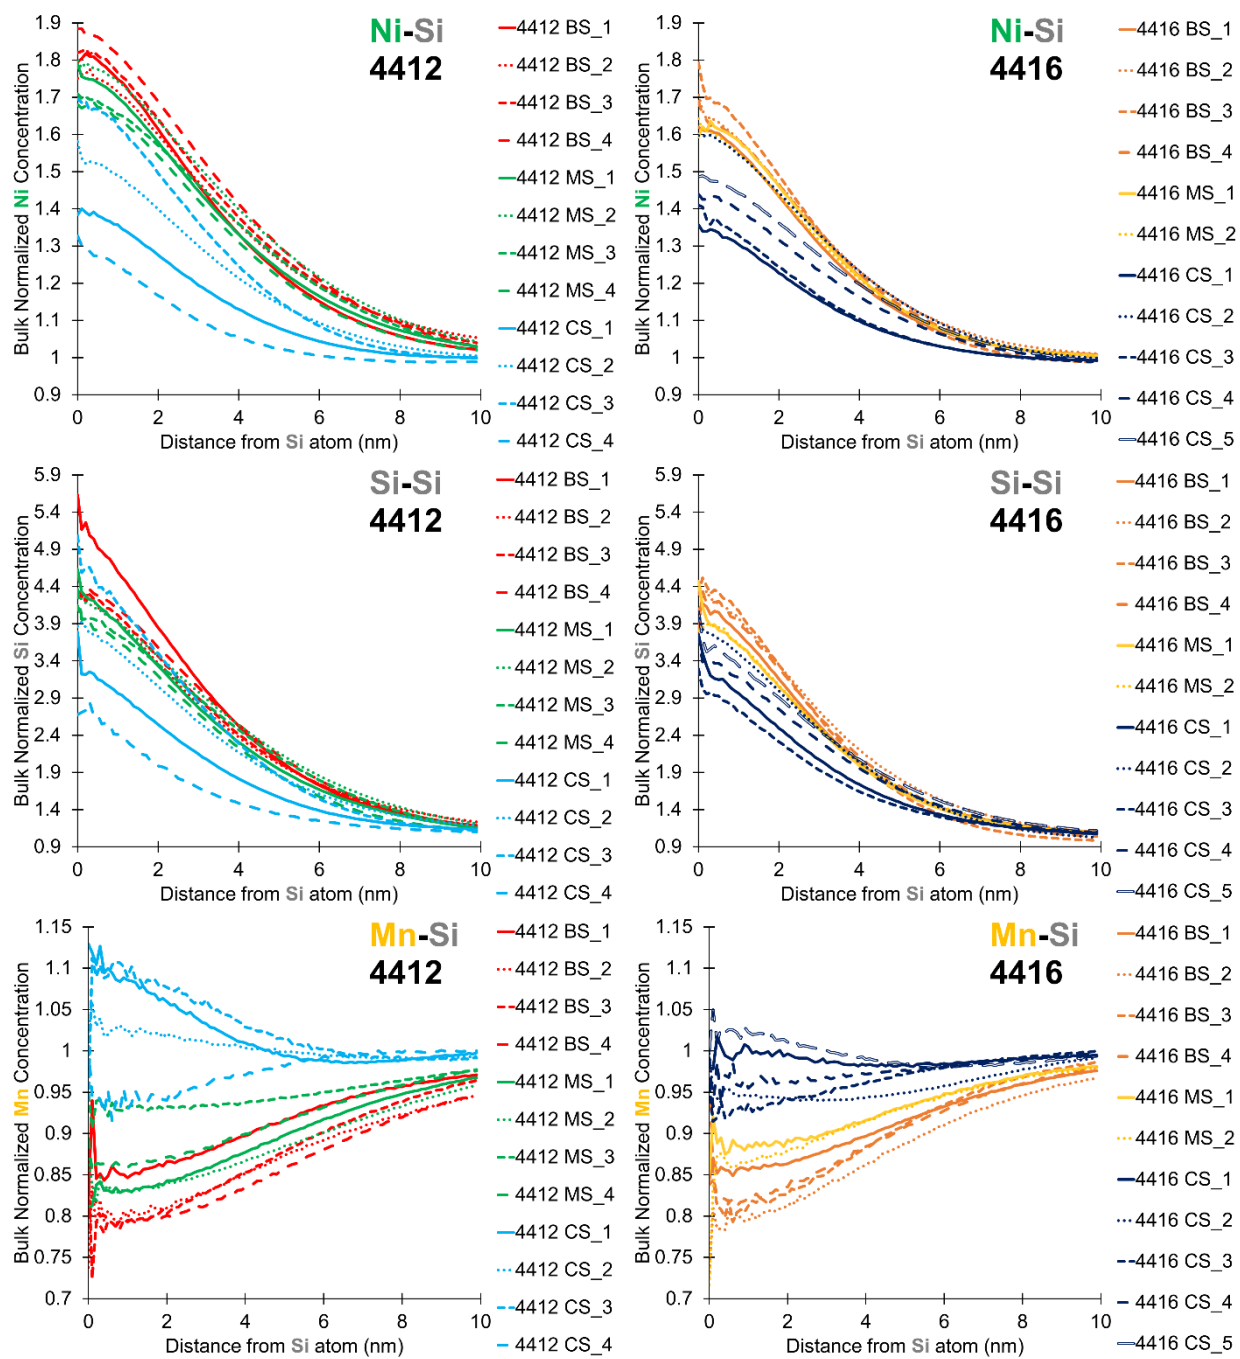 Ni-Si
4412
Bulk Normalized Ni Concentration
1.9
1.8
1.7
1.6
1.5
1.4
1.3
1.2
1.1
1
0.9
0
2
4
6
8
10
Distance from Si atom (nm)
4412 BS_1
4412 BS_2
4412 BS_3
4412 BS_4
4412 MS_1
4412 MS_2
4412 MS_3
4412 MS_4
4412 CS_1
4412 CS_2
4412 CS_3
4412 CS_4
Ni-Si
4416
Bulk Normalized Ni Concentration
1.9
1.8
1.7
1.6
1.5
1.4
1.3
1.2
1.1
1
0.9
0
2
4
6
8
10
Distance from Si atom (nm)
4416 BS_1
4416 BS_2
4416 BS_3
4416 BS_4
4416 MS_1
4416 MS_2
4416 CS_1
4416 CS_2
4416 CS_3
4416 CS_4
4416 CS_5
Si-Si
4412
Bulk Normalized Si Concentration
5.9
5.4
4.9
4.4
3.9
3.4
2.9
2.4
1.9
1.4
0.9
0
2
4
6
8
10
Distance from Si atom (nm)
4412 BS_1
4412 BS_2
4412 BS_3
4412 BS_4
4412 MS_1
4412 MS_2
4412 MS_3
4412 MS_4
4412 CS_1
4412 CS_2
4412 CS_3
4412 CS_4
Si-Si
4416
Bulk Normalized Si Concentration
5.9
5.4
4.9
4.4
3.9
3.4
2.9
2.4
1.9
1.4
0.9
0
2
4
6
8
10
Distance from Si atom (nm)
4416 BS_1
4416 BS_2
4416 BS_3
4416 BS_4
4416 MS_1
4416 MS_2
4416 CS_1
4416 CS_2
4416 CS_3
4416 CS_4
4416 CS_5
Mn-Si
4412
Bulk Normalized Mn Concentration
1.15
1.1
1.05
1
0.95
0.9
0.85
0.8
0.75
0.7
0
2
4
6
8
10
Distance from Si atom (nm)
4412 BS_1
4412 BS_2
4412 BS_3
4412 BS_4
4412 MS_1
4412 MS_2
4412 MS_3
4412 MS_4
4412 CS_1
4412 CS_2
4412 CS_3
4412 CS_4
Mn-Si
4416
Bulk Normalized Mn Concentration
1.15
1.1
1.05
1
0.95
0.9
0.85
0.8
0.75
0.7
0
2
4
6
8
10
Distance from Si atom (nm)
4416 BS_1
4416 BS_2
4416 BS_3
4416 BS_4
4416 MS_1
4416 MS_2
4416 CS_1
4416 CS_2
4416 CS_3
4416 CS_4
4416 CS_5